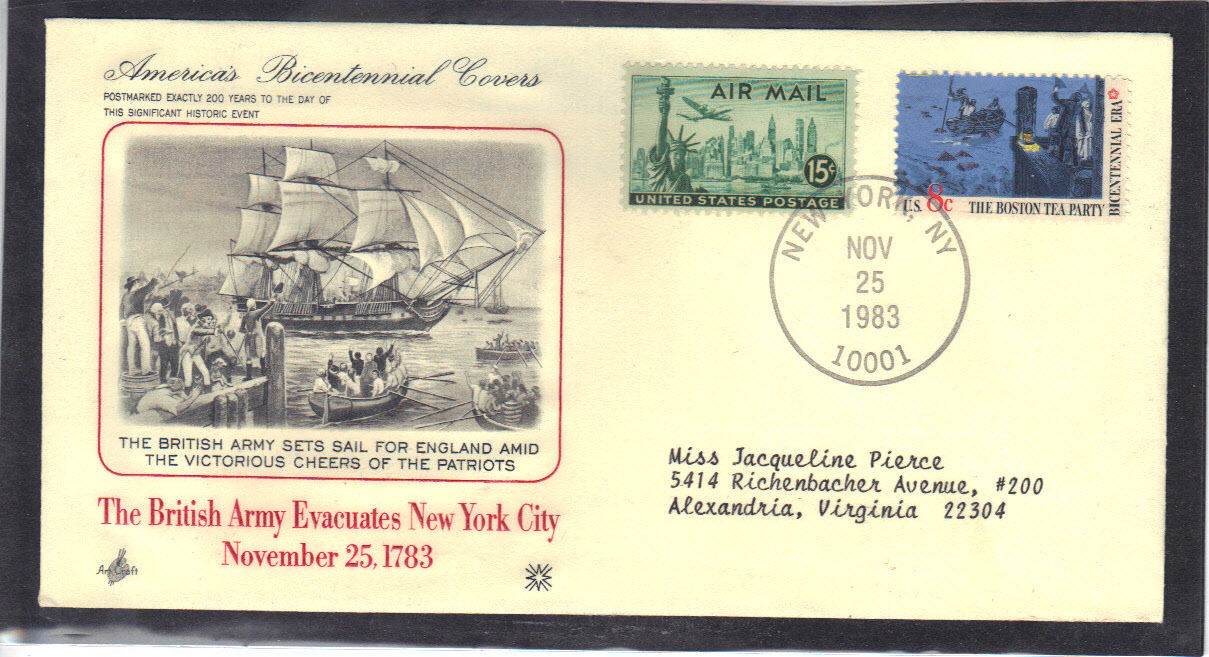 America's Bicentennial Covers
POSTMARKED EXACTLY 200 YEARS TO THE DAY OF
THIS SIGNIFICANT HISTORIC EVENT
THE BRITISH ARMY SETS SAIL FOR ENGLAND AMID
THE VICTORIOUS CHEERS OF THE PATRIOTS
The British Army Evacuates New York City
November 25, 1783
Art Craft
AIR MAIL
15¢
UNITED STATES POSTAGE
U.S. 8c THE BOSTON TEA PARTY
BICENTENNIAL ERA
NEW YORK, NY
NOV
25
1983
10001
Miss Jacqueline Pierce
5414 Richenbacher Avenue, #200
Alexandria, Virginia 22304